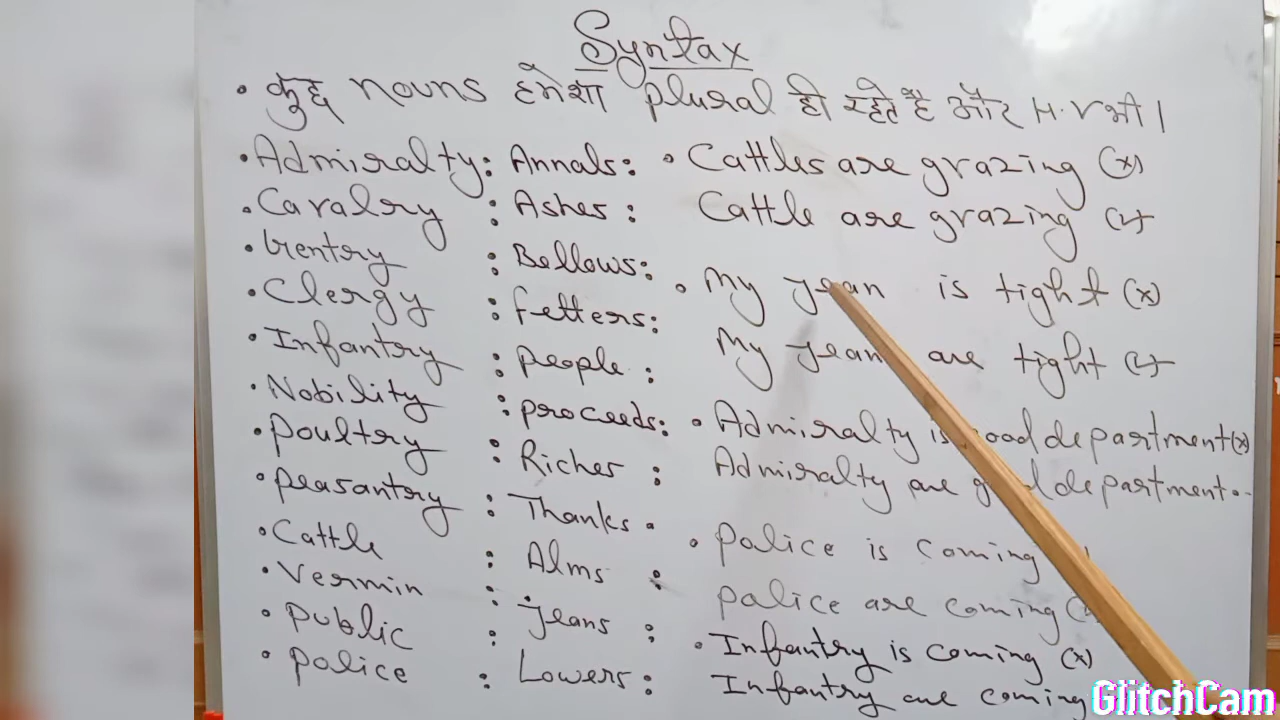 Syntax
• कुछ nouns हमेशा plural ही रहते है और H.V भी।
• Admiralty : Annals :
• Cavalry : Ashes :
• Gentry : Bellows :
• Clergy : Fetters :
• Infantry : People :
• Nobility : proceeds :
• Poultry : Riches :
• Peasantry : Thanks •
• Cattle : Alms :
• Vermin : Jeans :
• Public : Lowers :
• Police :
• Cattles are grazing (x)
Cattle are grazing (✓)
• My jean is tight (x)
My jean are tight (✓)
• Admiralty is good department (x)
Admiralty are good department..
• Police is coming
police are coming (✓)
• Infantry is coming (x)
Infantry are coming
GlitchCam